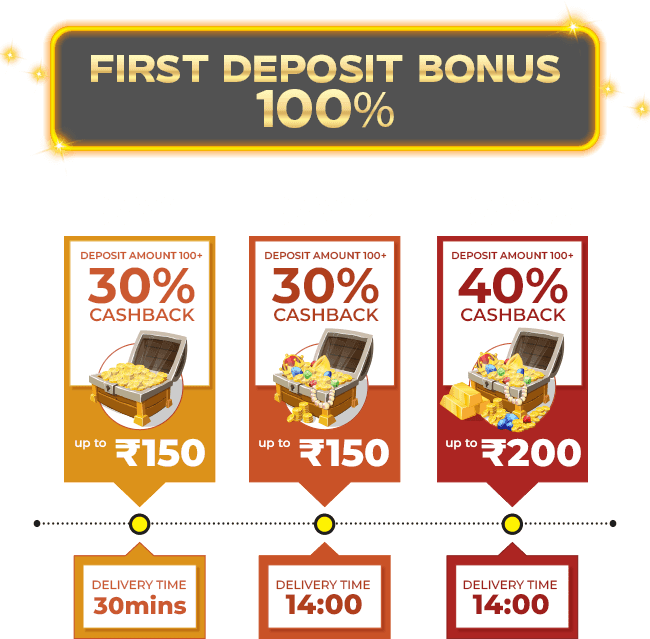 FIRST DEPOSIT BONUS
100%
DEPOSIT AMOUNT 100+
30%
CASHBACK
up to ₹150
DELIVERY TIME
30mins
DEPOSIT AMOUNT 100+
30%
CASHBACK
up to ₹150
DELIVERY TIME
14:00
DEPOSIT AMOUNT 100+
40%
CASHBACK
up to ₹200
DELIVERY TIME
14:00